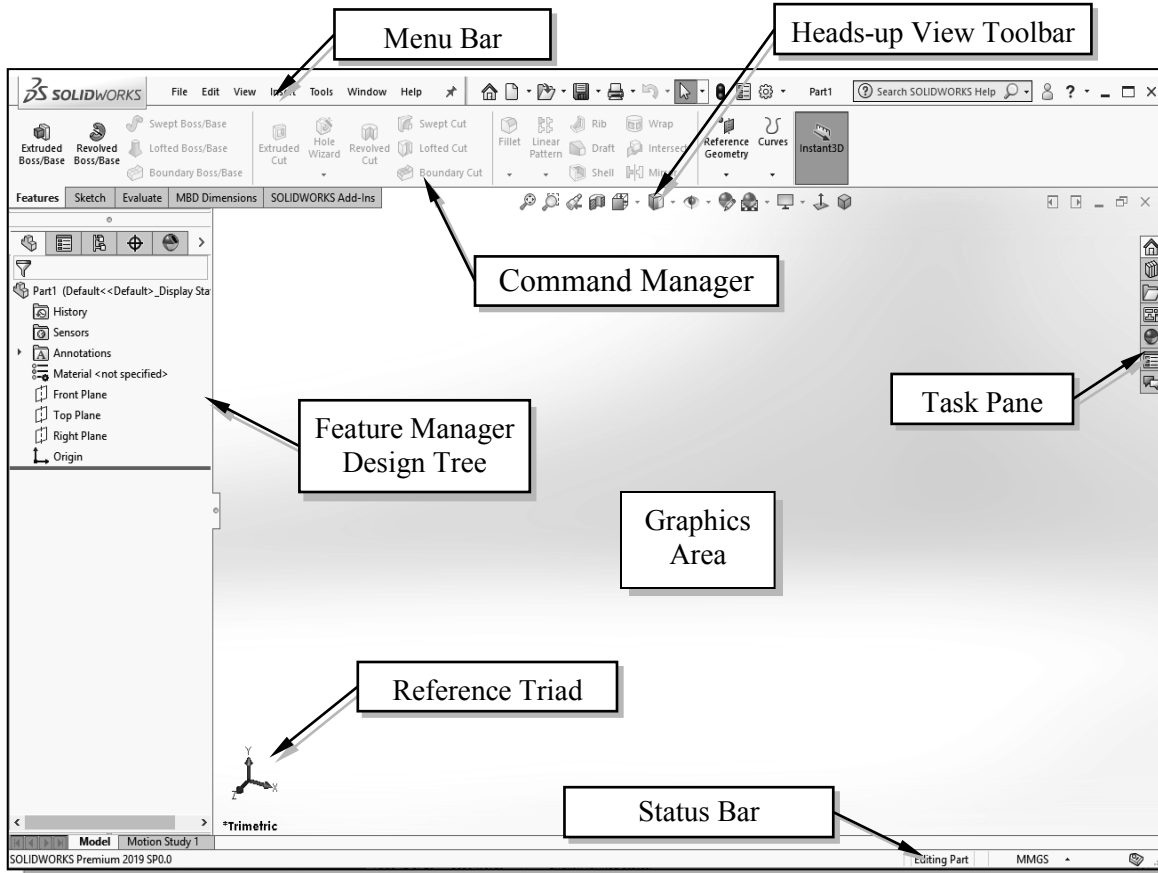 Menu Bar
Heads-up View Toolbar
SOLIDWORKS File Edit View Insert Tools Window Help Part1 Search SOLIDWORKS Help ?
Extruded Boss/Base
Revolved Boss/Base
Swept Boss/Base
Lofted Boss/Base
Boundary Boss/Base
Extruded Cut
Hole Wizard
Revolved Cut
Swept Cut
Lofted Cut
Boundary Cut
Fillet
Linear Pattern
Rib
Draft
Shell
Wrap
Intersect
Reference Geometry
Curves
Instant3D
Features Sketch Evaluate MBD Dimensions SOLIDWORKS Add-Ins
Command Manager
Part1 (Default<<Default>_Display Sta
History
Sensors
Annotations
Material <not specified>
Front Plane
Top Plane
Right Plane
Origin
Feature Manager
Design Tree
Task Pane
Graphics
Area
Reference Triad
Y
X
Z
*Trimetric
Status Bar
Model Motion Study 1
SOLIDWORKS Premium 2019 SP0.0 Editing Part MMGS